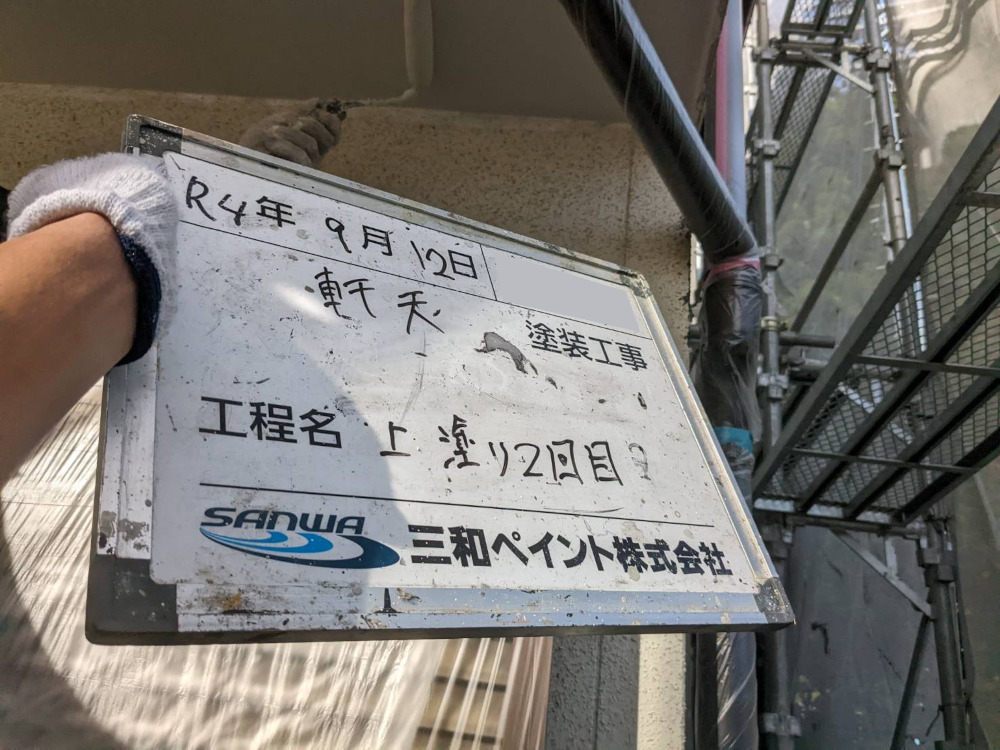 R4年 9月12日
軒天
塗装工事
工程名 上塗り2回目
SANWA 三和ペイント株式会社